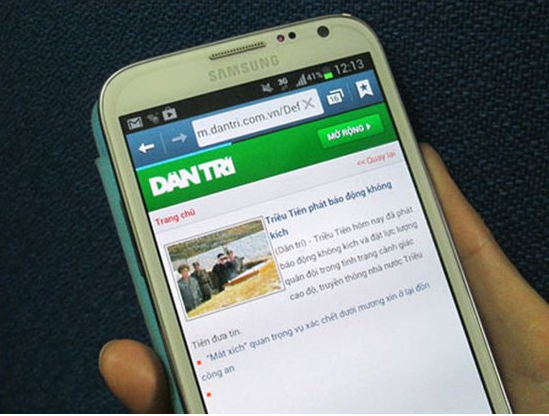 SAMSUNG
3G 41% 12:13
m.dantri.com.vn/Def
16
DÂN TRÍ
MỞ RỘNG
Trang chủ
<< Quay lại
Triều Tiên phát báo động không
kích
(Dân trí) - Triều Tiên hôm nay đã phát
báo động không kích và đặt lực lượng
quân đội trong tình trạng cảnh giác
cao độ, truyền thông nhà nước Triều
Tiên đưa tin.
"Mắt xích" quan trọng vụ xác chết dưới mương xin ở lại đồn
công an